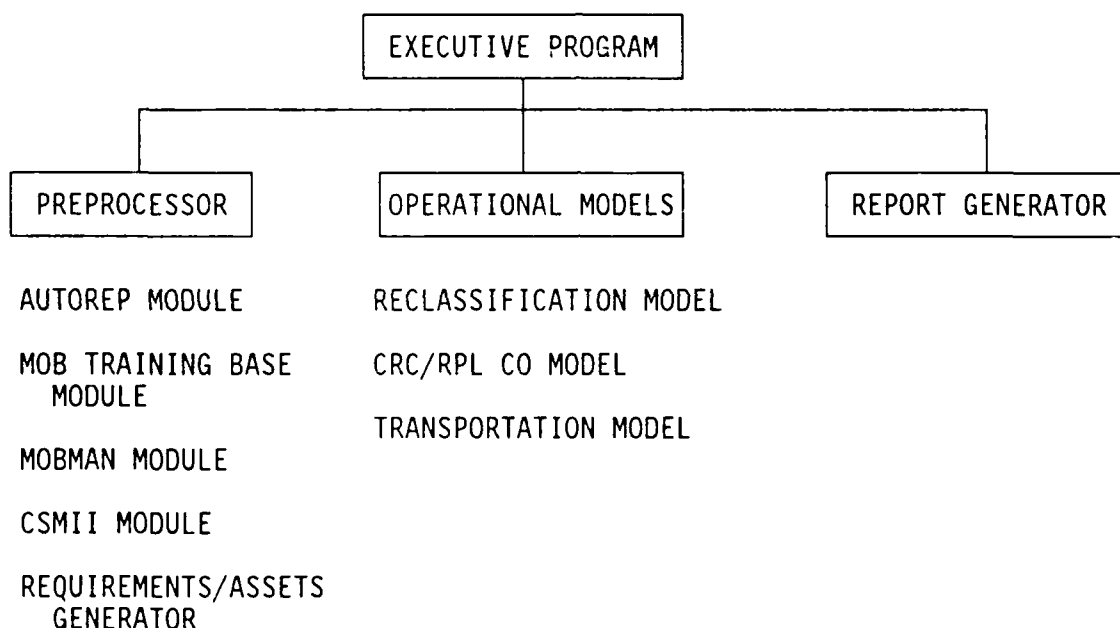 EXECUTIVE PROGRAM
PREPROCESSOR
OPERATIONAL MODELS
REPORT GENERATOR
AUTOREP MODULE
MOB TRAINING BASE
MODULE
MOBMAN MODULE
CSMII MODULE
REQUIREMENTS/ASSETS
GENERATOR
RECLASSIFICATION MODEL
CRC/RPL CO MODEL
TRANSPORTATION MODEL